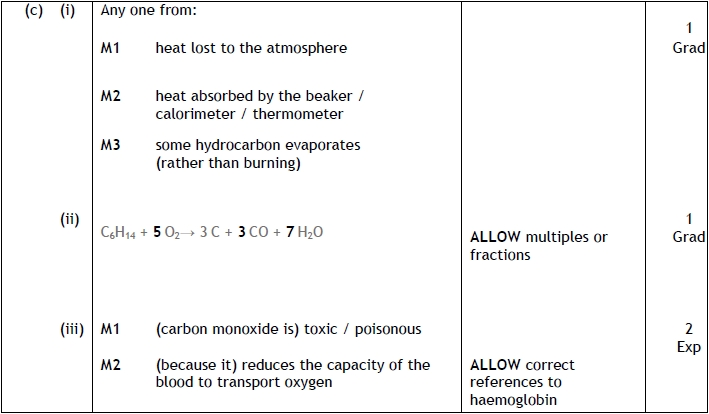 (c) (i) Any one from:
1
Grad
M1 heat lost to the atmosphere
M2 heat absorbed by the beaker /
calorimeter / thermometer
M3 some hydrocarbon evaporates
(rather than burning)
(ii) C₆H₁₄ + 5 O₂→ 3 C + 3 CO + 7 H₂O
ALLOW multiples or
fractions
1
Grad
(iii) M1 (carbon monoxide is) toxic / poisonous
2
Exp
M2 (because it) reduces the capacity of the
blood to transport oxygen
ALLOW correct
references to
haemoglobin